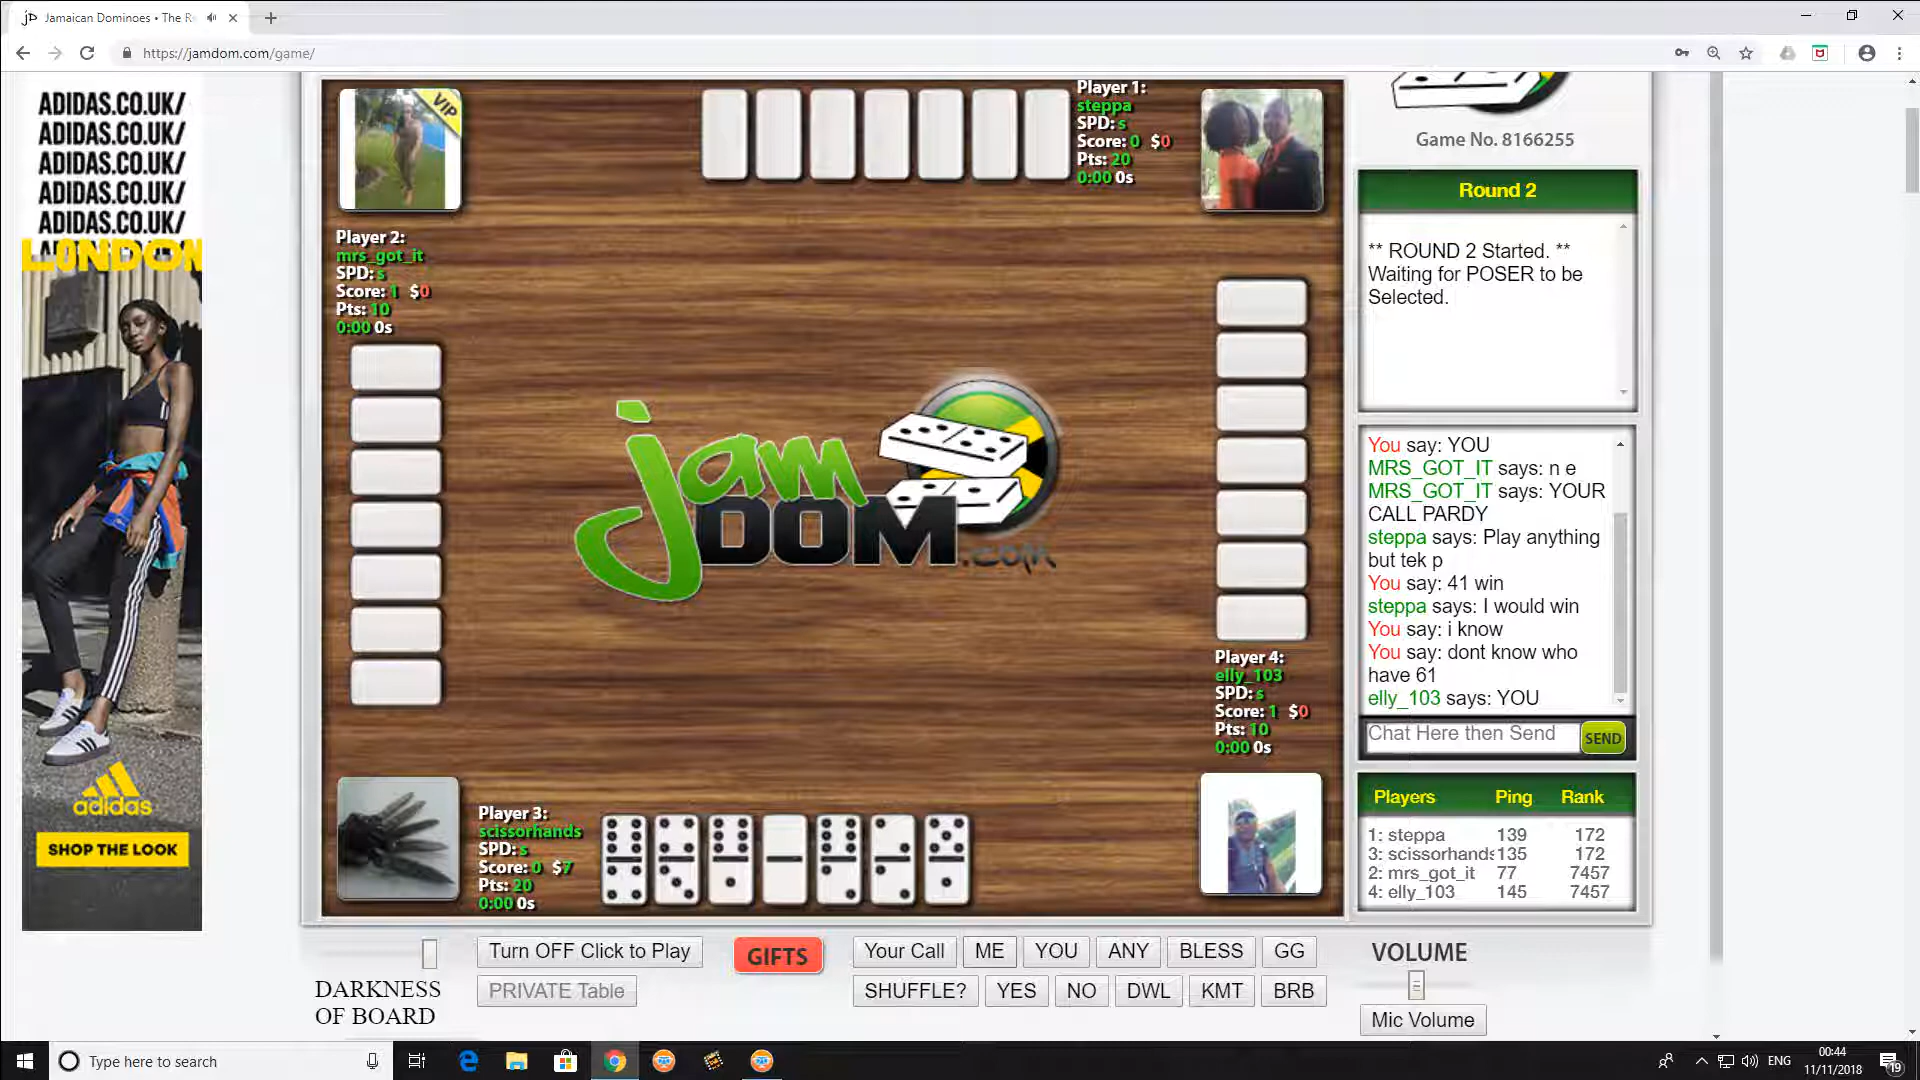 Jamaican Dominoes • The R
https://jamdom.com/game/
ADIDAS.CO.UK/
ADIDAS.CO.UK/
ADIDAS.CO.UK/
ADIDAS.CO.UK/
ADIDAS.CO.UK/
LONDON
adidas
SHOP THE LOOK
VIP
Player 1:
steppa
SPD: s
Score: 0 $0
Pts: 20
0:00 0s
Player 2:
mrs_got_it
SPD: s
Score: 1 $0
Pts: 10
0:00 0s
jam
DOM
.com
Player 4:
elly_103
SPD: s
Score: 1 $0
Pts: 10
0:00 0s
Player 3:
scissorhands
SPD: s
Score: 0 $7
Pts: 20
0:00 0s
Game No. 8166255
Round 2
** ROUND 2 Started. **
Waiting for POSER to be
Selected.
You say: YOU
MRS_GOT_IT says: n e
MRS_GOT_IT says: YOUR
CALL PARDY
steppa says: Play anything
but tek p
You say: 41 win
steppa says: I would win
You say: i know
You say: dont know who
have 61
elly_103 says: YOU
Chat Here then Send
SEND
Players Ping Rank
1: steppa 139 172
3: scissorhands 135 172
2: mrs_got_it 77 7457
4: elly_103 145 7457
DARKNESS
OF BOARD
Turn OFF Click to Play
PRIVATE Table
GIFTS
Your Call ME YOU ANY BLESS GG
SHUFFLE? YES NO DWL KMT BRB
VOLUME
Mic Volume
Type here to search
ENG
00:44
11/11/2018
19